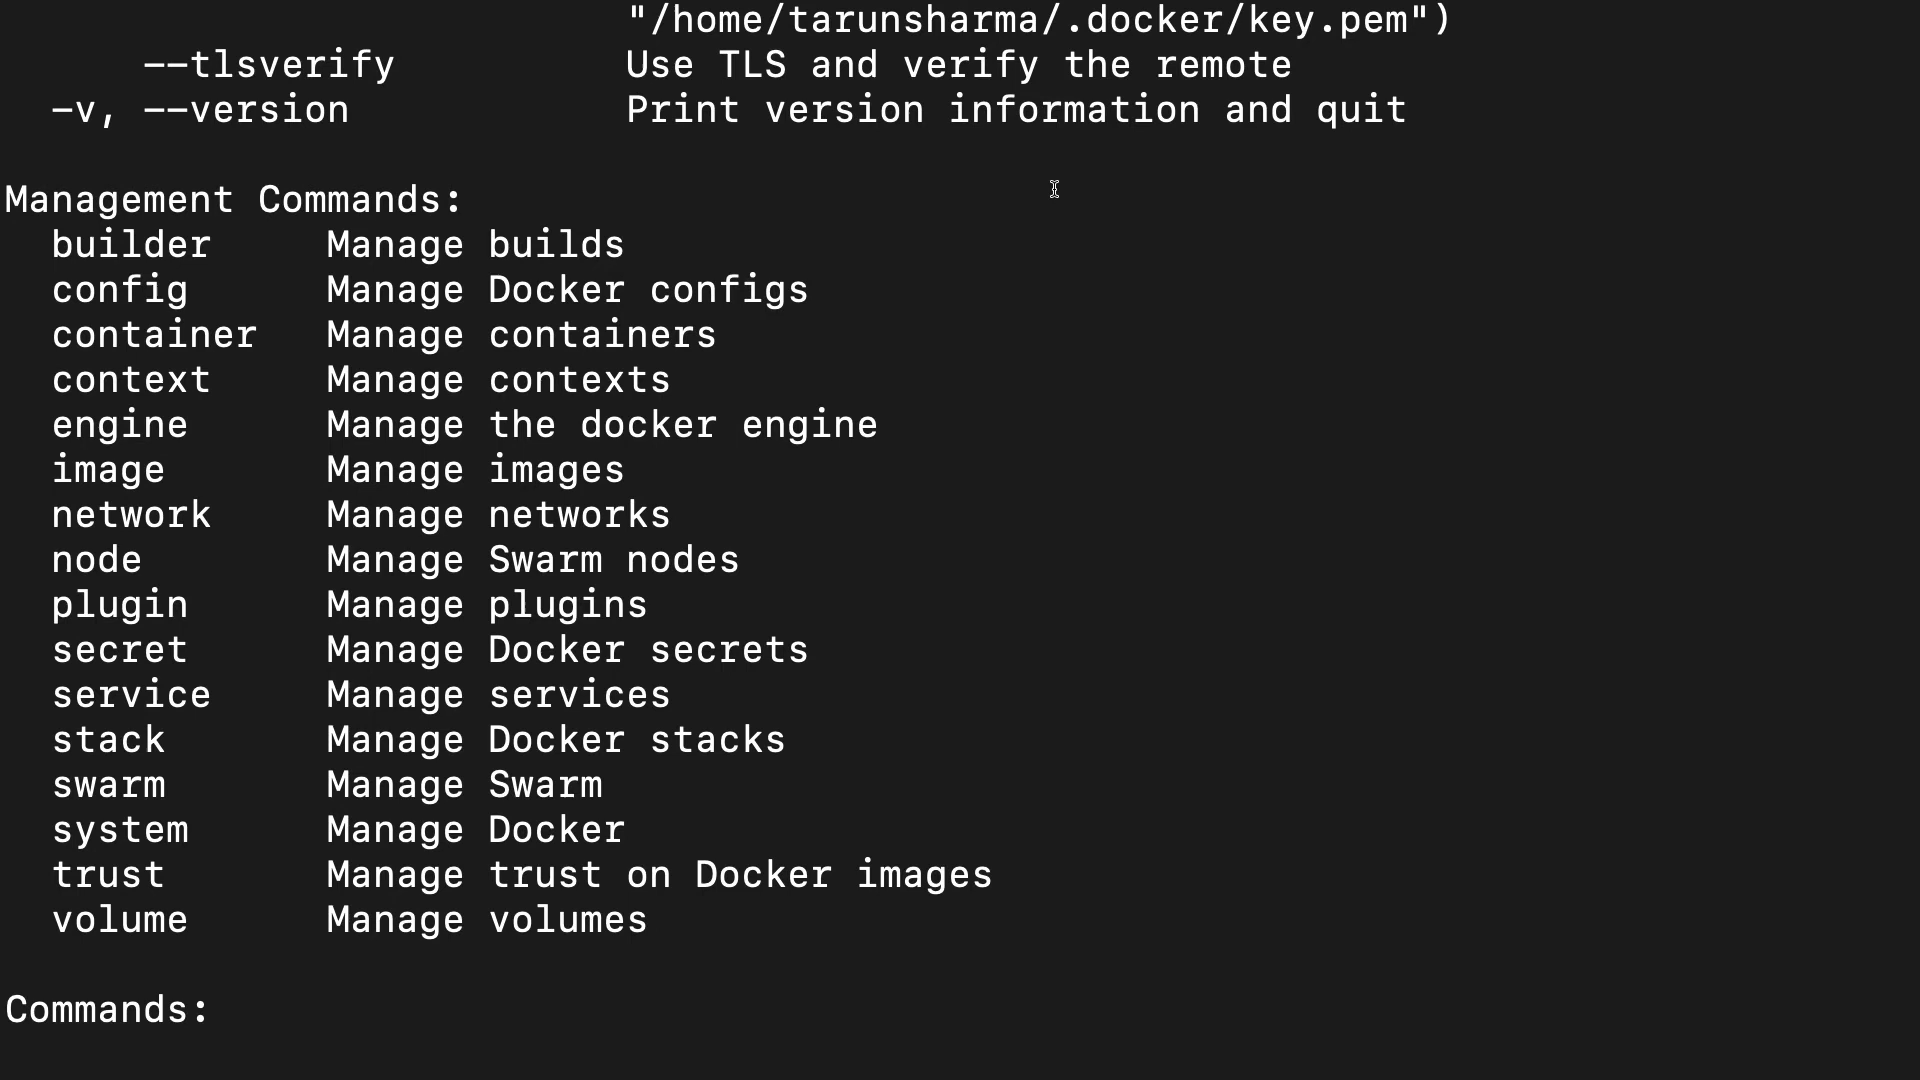 "/home/tarunsharma/.docker/key.pem")
--tlsverify Use TLS and verify the remote
-v, --version Print version information and quit
Management Commands:
builder Manage builds
config Manage Docker configs
container Manage containers
context Manage contexts
engine Manage the docker engine
image Manage images
network Manage networks
node Manage Swarm nodes
plugin Manage plugins
secret Manage Docker secrets
service Manage services
stack Manage Docker stacks
swarm Manage Swarm
system Manage Docker
trust Manage trust on Docker images
volume Manage volumes
Commands: